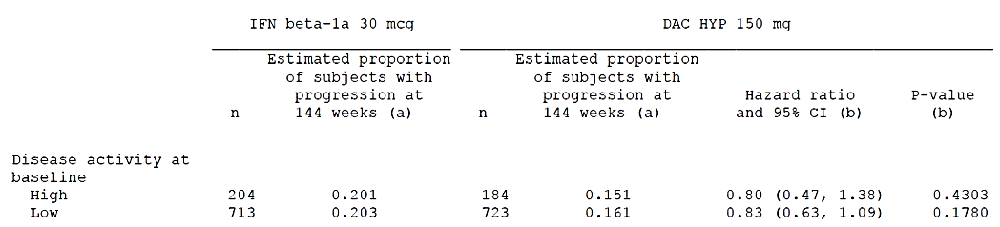 IFN beta-1a 30 mcg DAC HYP 150 mg
Estimated proportion Estimated proportion
of subjects with of subjects with
progression at progression at Hazard ratio P-value
n 144 weeks (a) n 144 weeks (a) and 95% CI (b) (b)
Disease activity at
baseline
High 204 0.201 184 0.151 0.80 (0.47, 1.38) 0.4303
Low 713 0.203 723 0.161 0.83 (0.63, 1.09) 0.1780